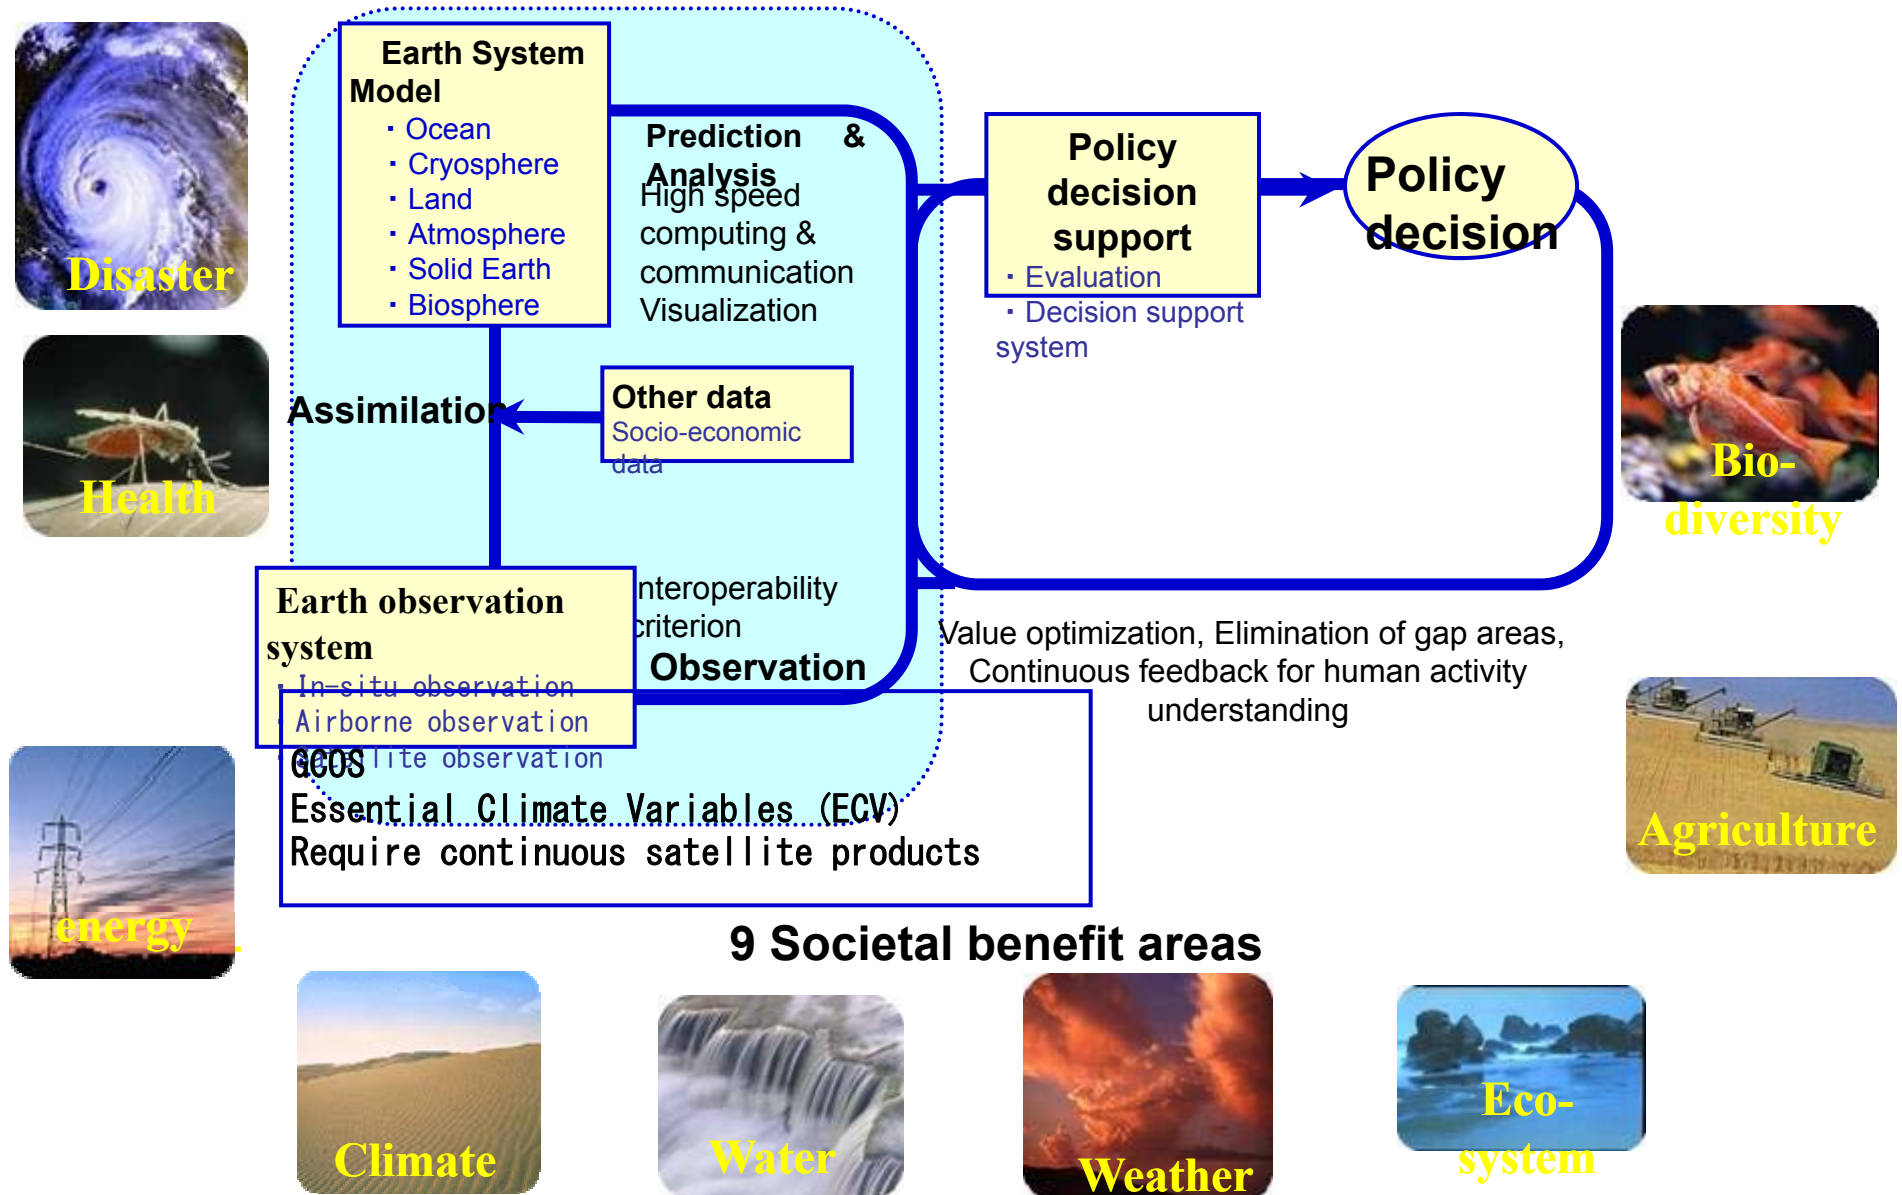 Earth System
Model
・Ocean
・Cryosphere
・Land
・Atmosphere
・Solid Earth
・Biosphere
Prediction &
Analysis
High speed
computing &
communication
Visualization
Policy
decision
support
・Evaluation
・Decision support
system
Policy
decision
Disaster
Health
Assimilation
Other data
Socio-economic
data
Bio-
diversity
Earth observation
system
・In-situ observation
・Airborne observation
・Satellite observation
nteroperability
criterion
Observation
Value optimization, Elimination of gap areas,
Continuous feedback for human activity
understanding
GCOS
Essential Climate Variables (ECV)
Require continuous satellite products
Agriculture
energy
9 Societal benefit areas
Climate
Water
Weather
Eco-
system